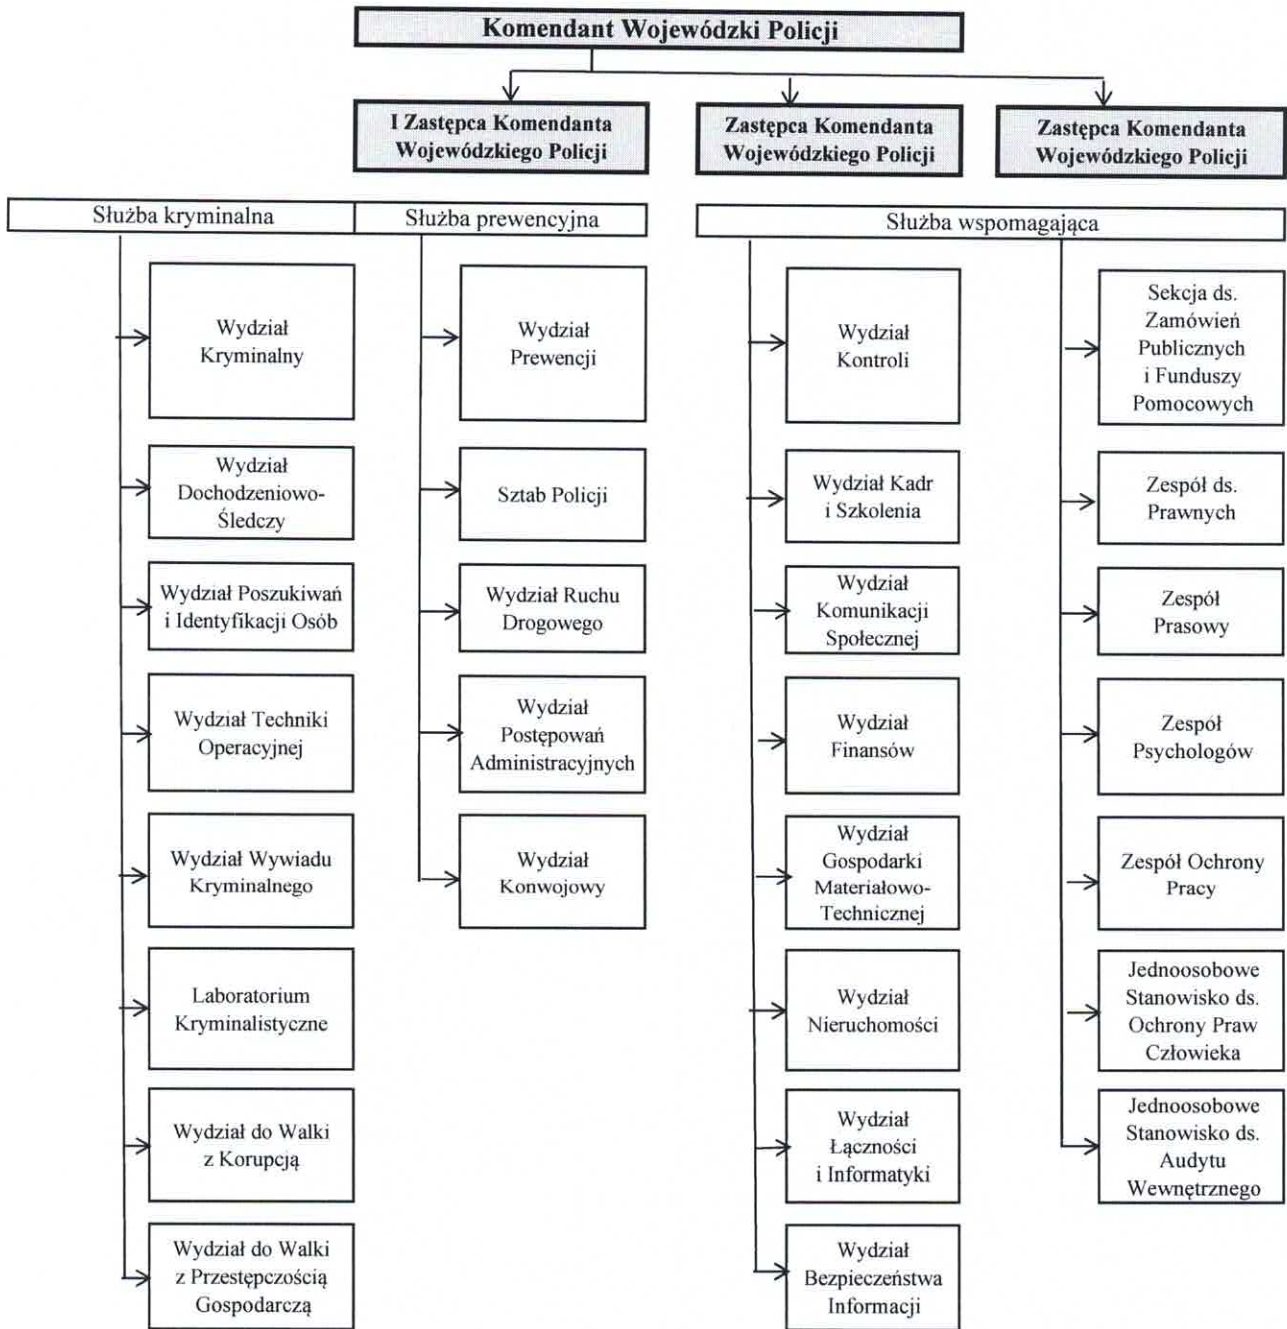 Komendant Wojewódzki Policji
I Zastępca Komendanta
Wojewódzkiego Policji
Zastępca Komendanta
Wojewódzkiego Policji
Zastępca Komendanta
Wojewódzkiego Policji
Służba kryminalna
Służba prewencyjna
Służba wspomagająca
Wydział
Kryminalny
Wydział
Dochodzeniowo-
Śledczy
Wydział Poszukiwań
i Identyfikacji Osób
Wydział Techniki
Operacyjnej
Wydział Wywiadu
Kryminalnego
Laboratorium
Kryminalistyczne
Wydział do Walki
z Korupcją
Wydział do Walki
z Przestępczością
Gospodarczą
Wydział
Prewencji
Sztab Policji
Wydział Ruchu
Drogowego
Wydział
Postępowań
Administracyjnych
Wydział
Konwojowy
Wydział
Kontroli
Wydział Kadr
i Szkolenia
Wydział
Komunikacji
Społecznej
Wydział
Finansów
Wydział
Gospodarki
Materiałowo-
Technicznej
Wydział
Nieruchomości
Wydział
Łączności
i Informatyki
Wydział
Bezpieczeństwa
Informacji
Sekcja ds.
Zamówień
Publicznych
i Funduszy
Pomocowych
Zespół ds.
Prawnych
Zespół
Prasowy
Zespół
Psychologów
Zespół Ochrony
Pracy
Jednoosobowe
Stanowisko ds.
Ochrony Praw
Człowieka
Jednoosobowe
Stanowisko ds.
Audytu
Wewnętrznego